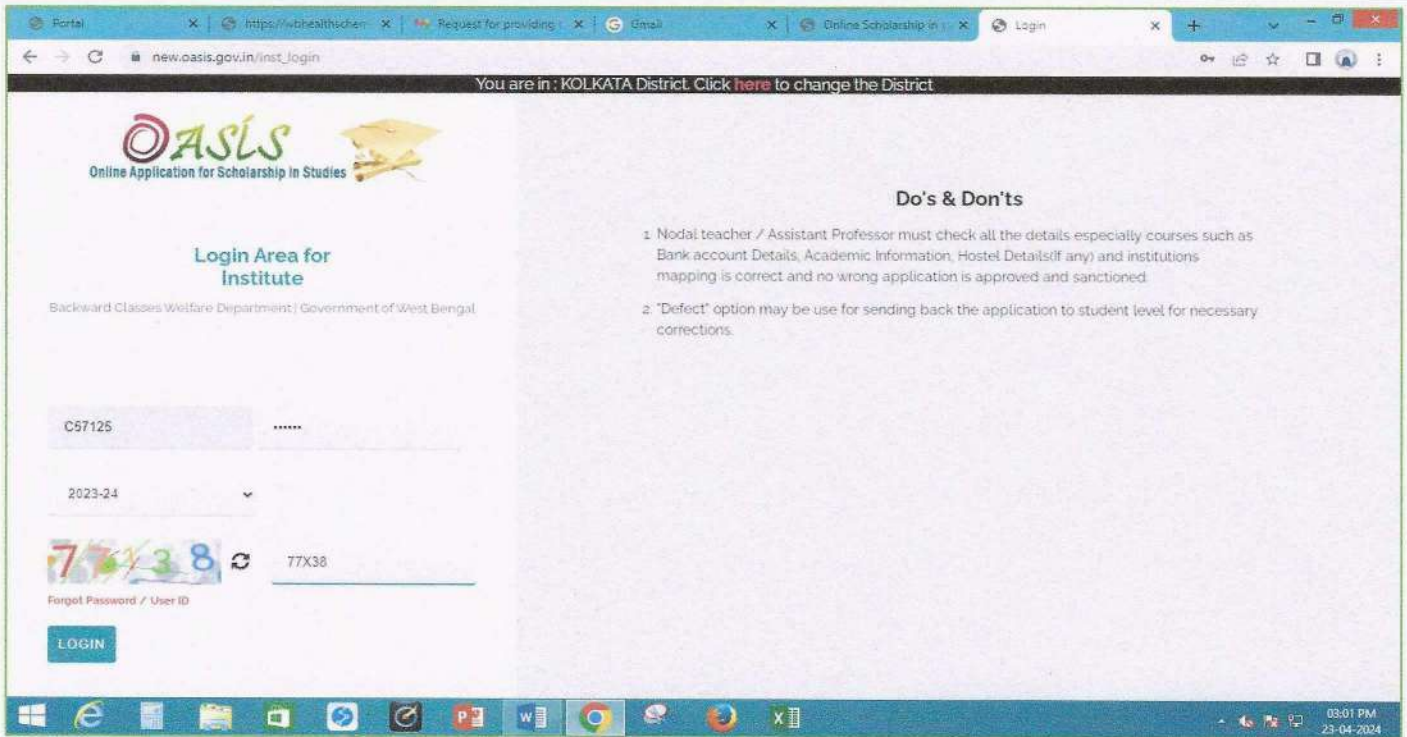 Portal
https://wbhealthschem
Request for providing
Gmail
Online Scholarship in
Login
new.oasis.gov.in/inst_login
You are in : KOLKATA District. Click here to change the District
OASIS
Online Application for Scholarship in Studies
Login Area for
Institute
Backward Classes Welfare Department | Government of West Bengal
C57125
••••••
2023-24
77X38
77X38
Forgot Password / User ID
LOGIN
Do's & Don'ts
1. Nodal teacher / Assistant Professor must check all the details especially courses such as
Bank account Details, Academic Information, Hostel Details(If any) and institutions
mapping is correct and no wrong application is approved and sanctioned.
2. "Defect" option may be use for sending back the application to student level for necessary
corrections.
03:01 PM
23-04-2024